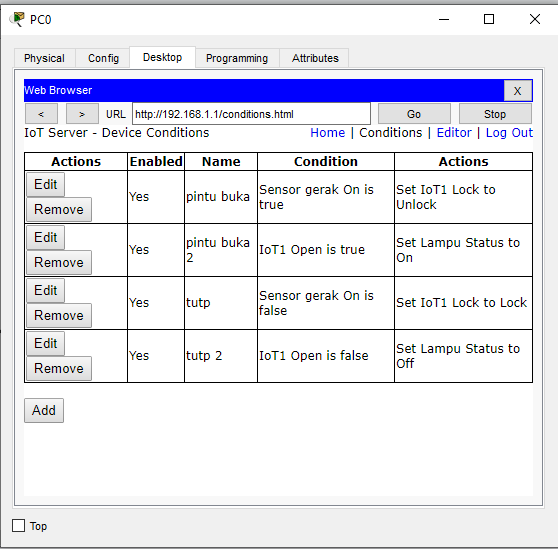 PC0
Physical Config Desktop Programming Attributes
Web Browser X
< > URL http://192.168.1.1/conditions.html Go Stop
IoT Server - Device Conditions Home | Conditions | Editor | Log Out
Actions Enabled Name Condition Actions
Edit
Remove
Yes
pintu buka
Sensor gerak On is
true
Set IoT1 Lock to
Unlock
Edit
Remove
Yes
pintu buka
2
IoT1 Open is true
Set Lampu Status to
On
Edit
Remove
Yes
tutp
Sensor gerak On is
false
Set IoT1 Lock to Lock
Edit
Remove
Yes
tutp 2
IoT1 Open is false
Set Lampu Status to
Off
Add
Top